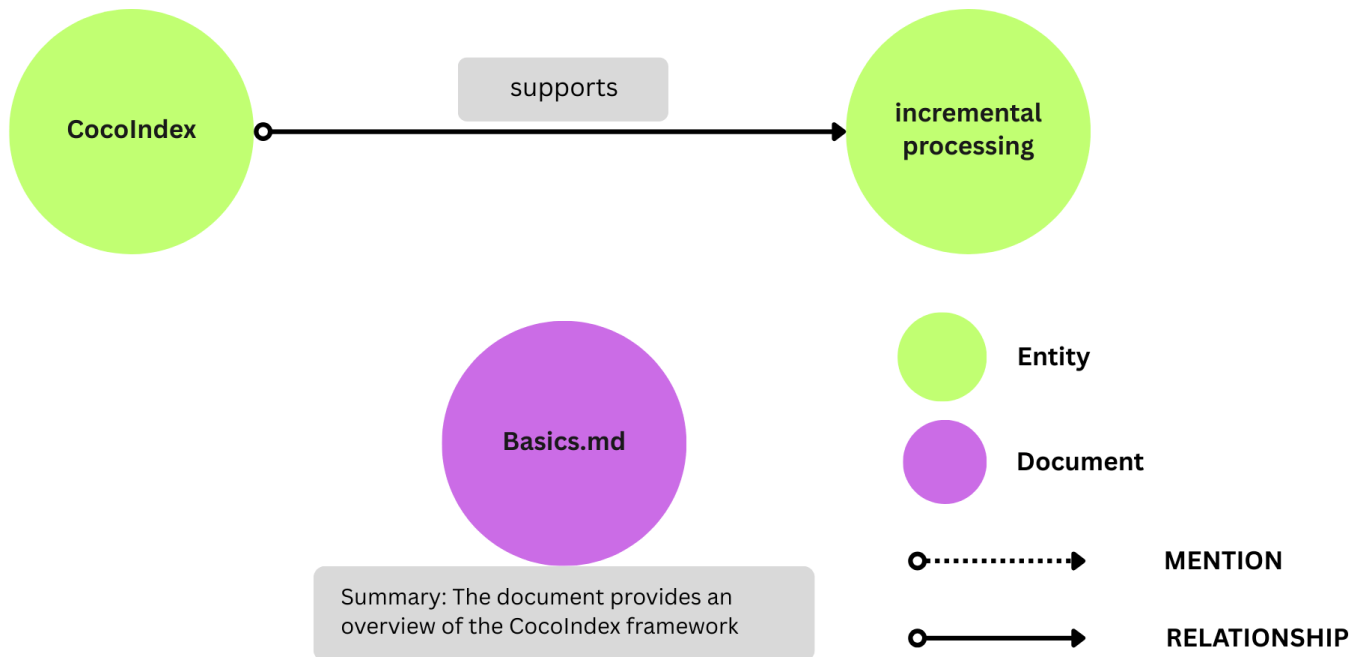 supports
CocoIndex
incremental
processing
Basics.md
Summary: The document provides an
overview of the CocoIndex framework
Entity
Document
MENTION
RELATIONSHIP